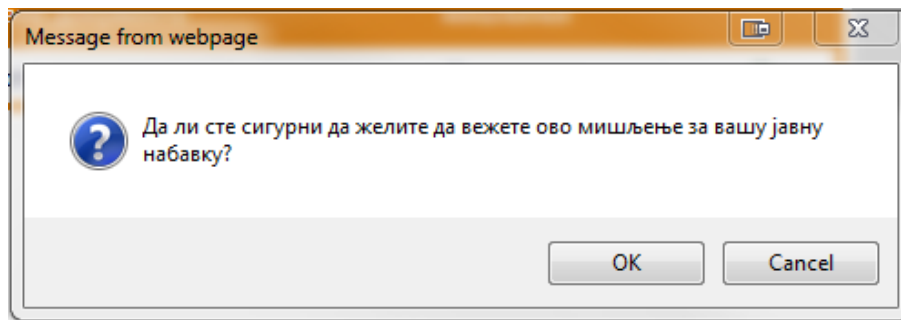 Message from webpage
Да ли сте сигурни да желите да вежете ово мишљење за вашу јавну
набавку?
OK
Cancel